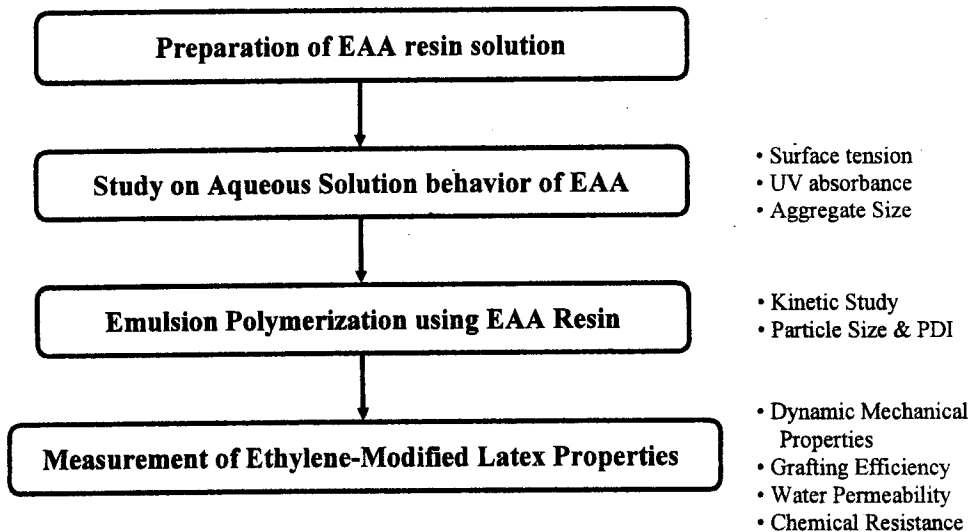 Preparation of EAA resin solution
Study on Aqueous Solution behavior of EAA
• Surface tension
• UV absorbance
• Aggregate Size
Emulsion Polymerization using EAA Resin
• Kinetic Study
• Particle Size & PDI
Measurement of Ethylene-Modified Latex Properties
• Dynamic Mechanical
Properties
• Grafting Efficiency
• Water Permeability
• Chemical Resistance